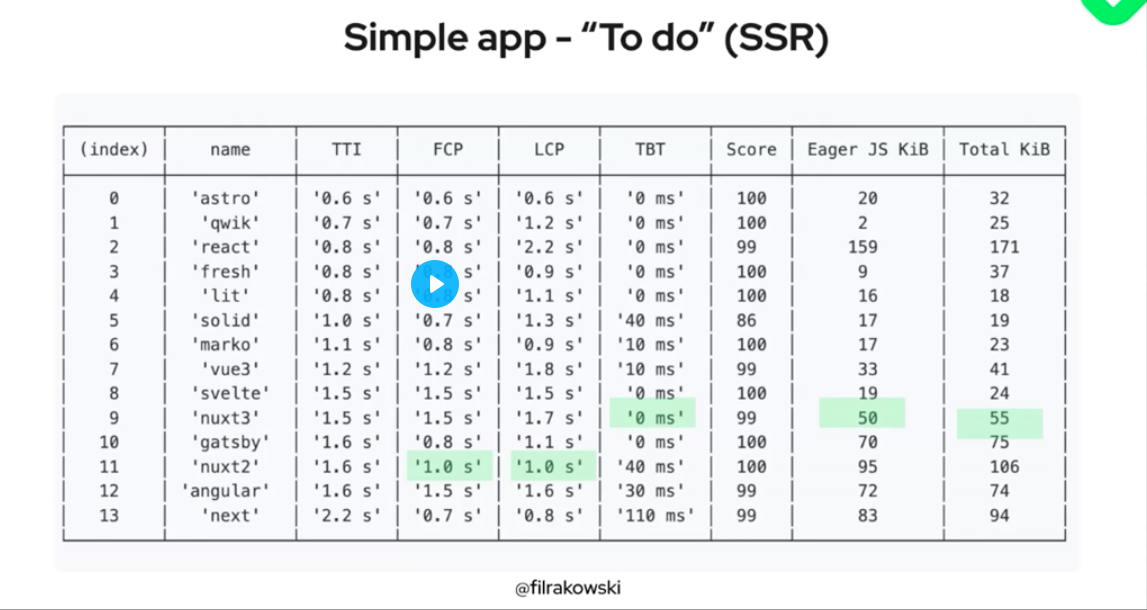 Simple app - “To do” (SSR)
(index) name TTI FCP LCP TBT Score Eager JS KiB Total KiB
0 'astro' '0.6 s' '0.6 s' '0.6 s' '0 ms' 100 20 32
1 'qwik' '0.7 s' '0.7 s' '1.2 s' '0 ms' 100 2 25
2 'react' '0.8 s' '0.8 s' '2.2 s' '0 ms' 99 159 171
3 'fresh' '0.8 s' '0.8 s' '0.9 s' '0 ms' 100 9 37
4 'lit' '0.8 s' '0.8 s' '1.1 s' '0 ms' 100 16 18
5 'solid' '1.0 s' '0.7 s' '1.3 s' '40 ms' 86 17 19
6 'marko' '1.1 s' '0.8 s' '0.9 s' '10 ms' 100 17 23
7 'vue3' '1.2 s' '1.2 s' '1.8 s' '10 ms' 99 33 41
8 'svelte' '1.5 s' '1.5 s' '1.5 s' '0 ms' 100 19 24
9 'nuxt3' '1.5 s' '1.5 s' '1.7 s' '0 ms' 99 50 55
10 'gatsby' '1.6 s' '0.8 s' '1.1 s' '0 ms' 100 70 75
11 'nuxt2' '1.6 s' '1.0 s' '1.0 s' '40 ms' 100 95 106
12 'angular' '1.6 s' '1.5 s' '1.6 s' '30 ms' 99 72 74
13 'next' '2.2 s' '0.7 s' '0.8 s' '110 ms' 99 83 94
@filrakowski